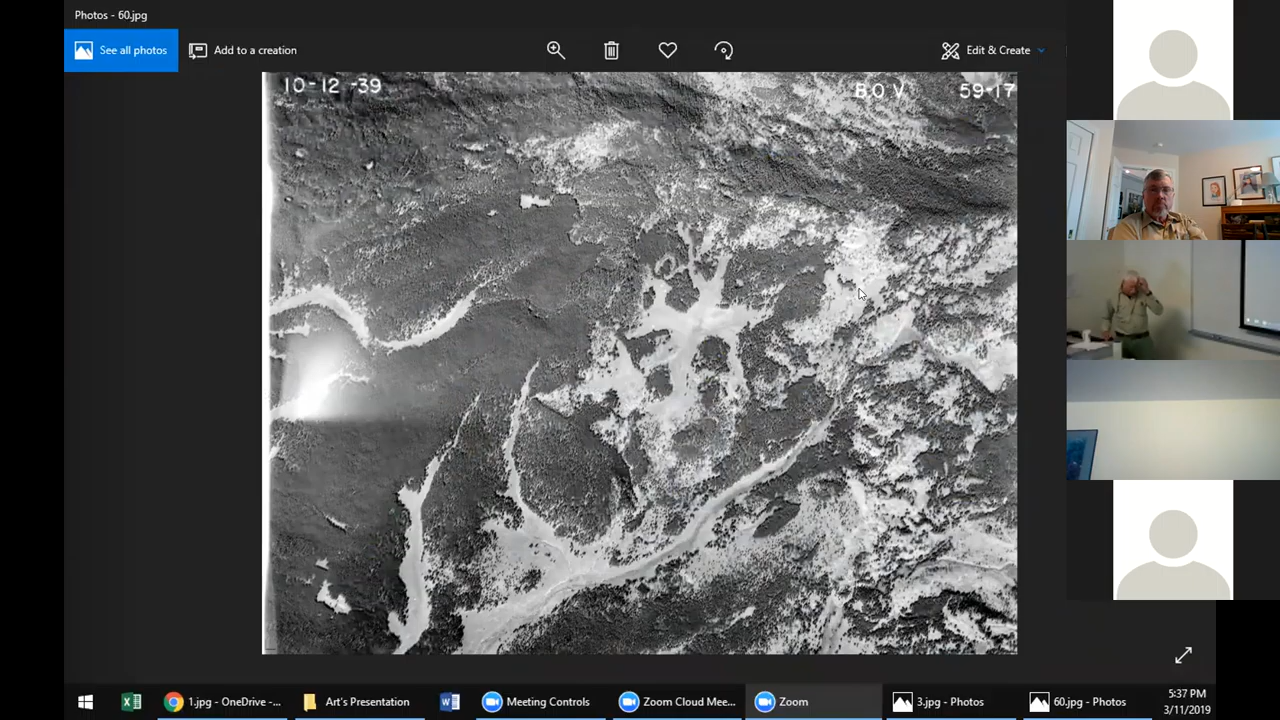 Photos - 60.jpg
See all photos
Add to a creation
Edit & Create
10-12 -39
BOV 59-17
1.jpg - OneDrive -...
Art's Presentation
Meeting Controls
Zoom Cloud Mee...
Zoom
3.jpg - Photos
60.jpg - Photos
5:37 PM
3/11/2019